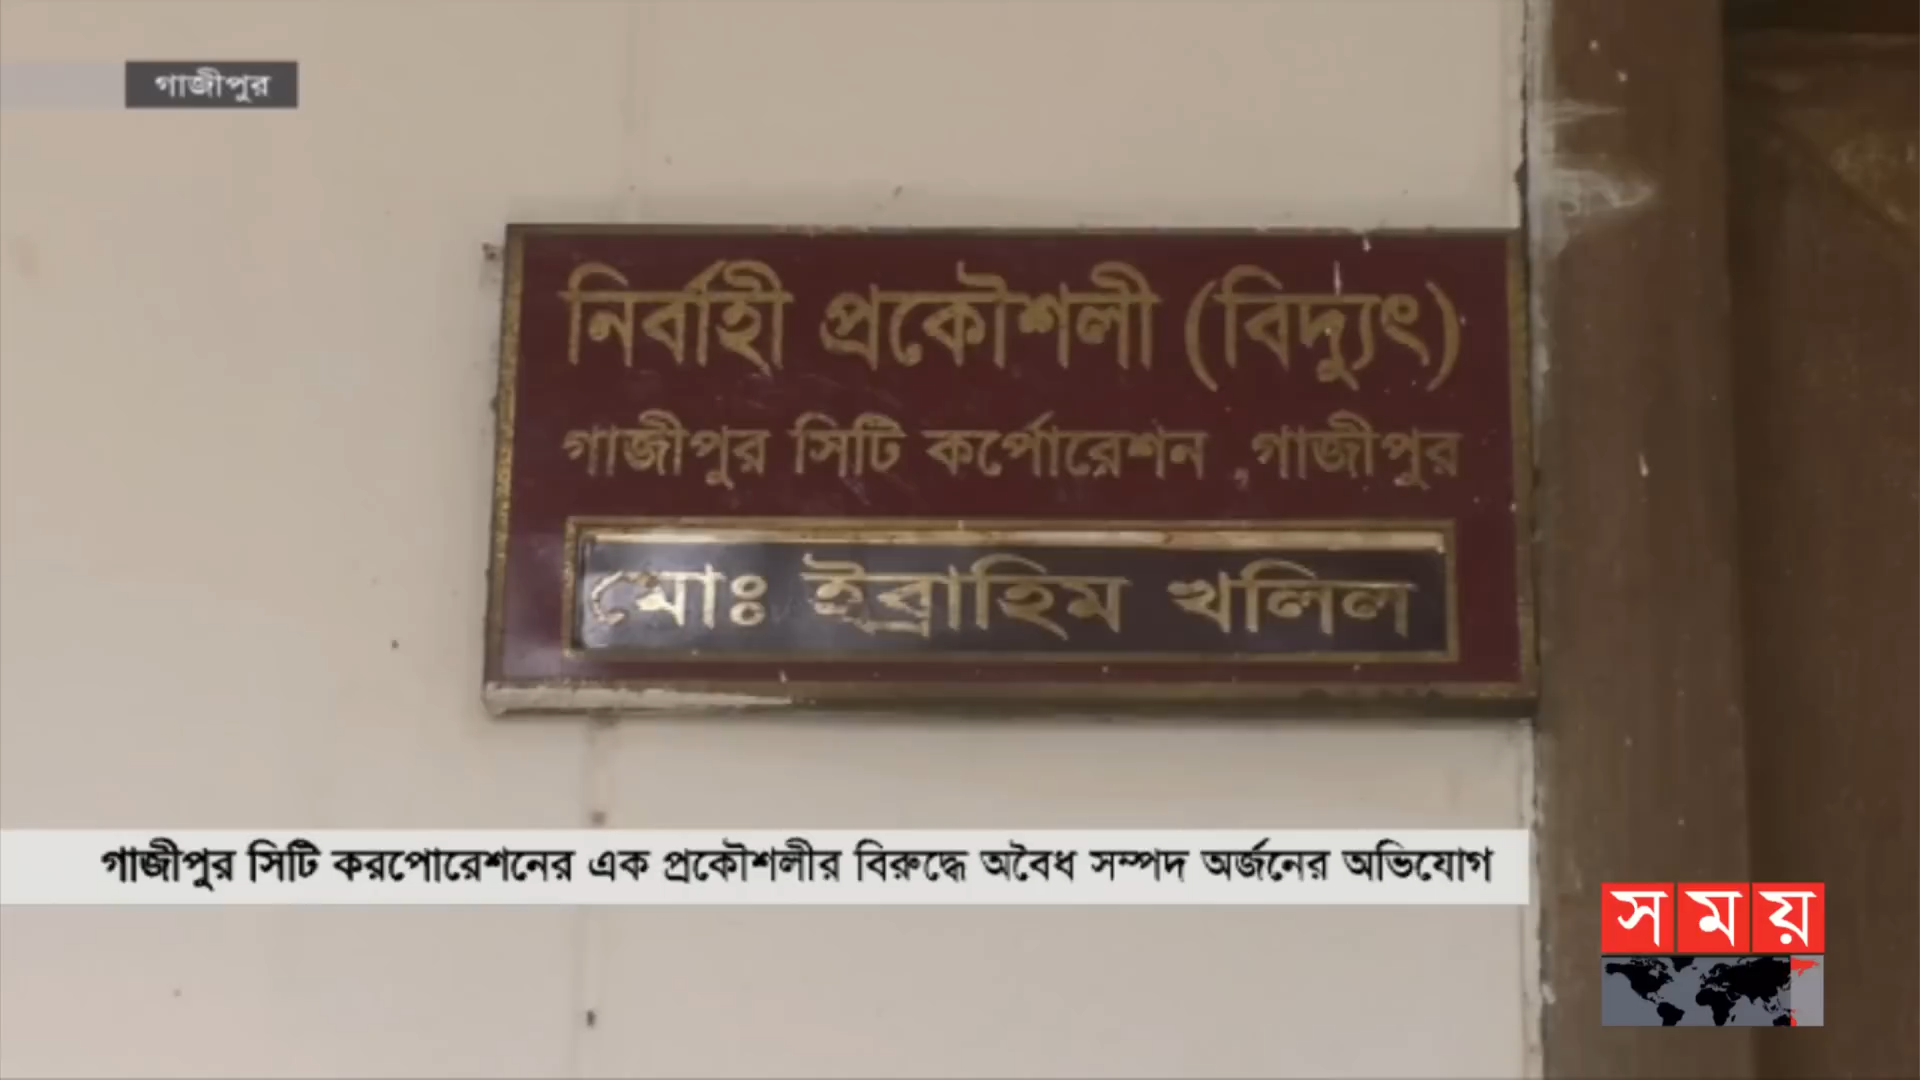 গাজীপুর
নির্বাহী প্রকৌশলী (বিদ্যুৎ)
গাজীপুর সিটি কর্পোরেশন ,গাজীপুর
মোঃ ইব্রাহিম খলিল
গাজীপুর সিটি করপোরেশনের এক প্রকৌশলীর বিরুদ্ধে অবৈধ সম্পদ অর্জনের অভিযোগ
সময়